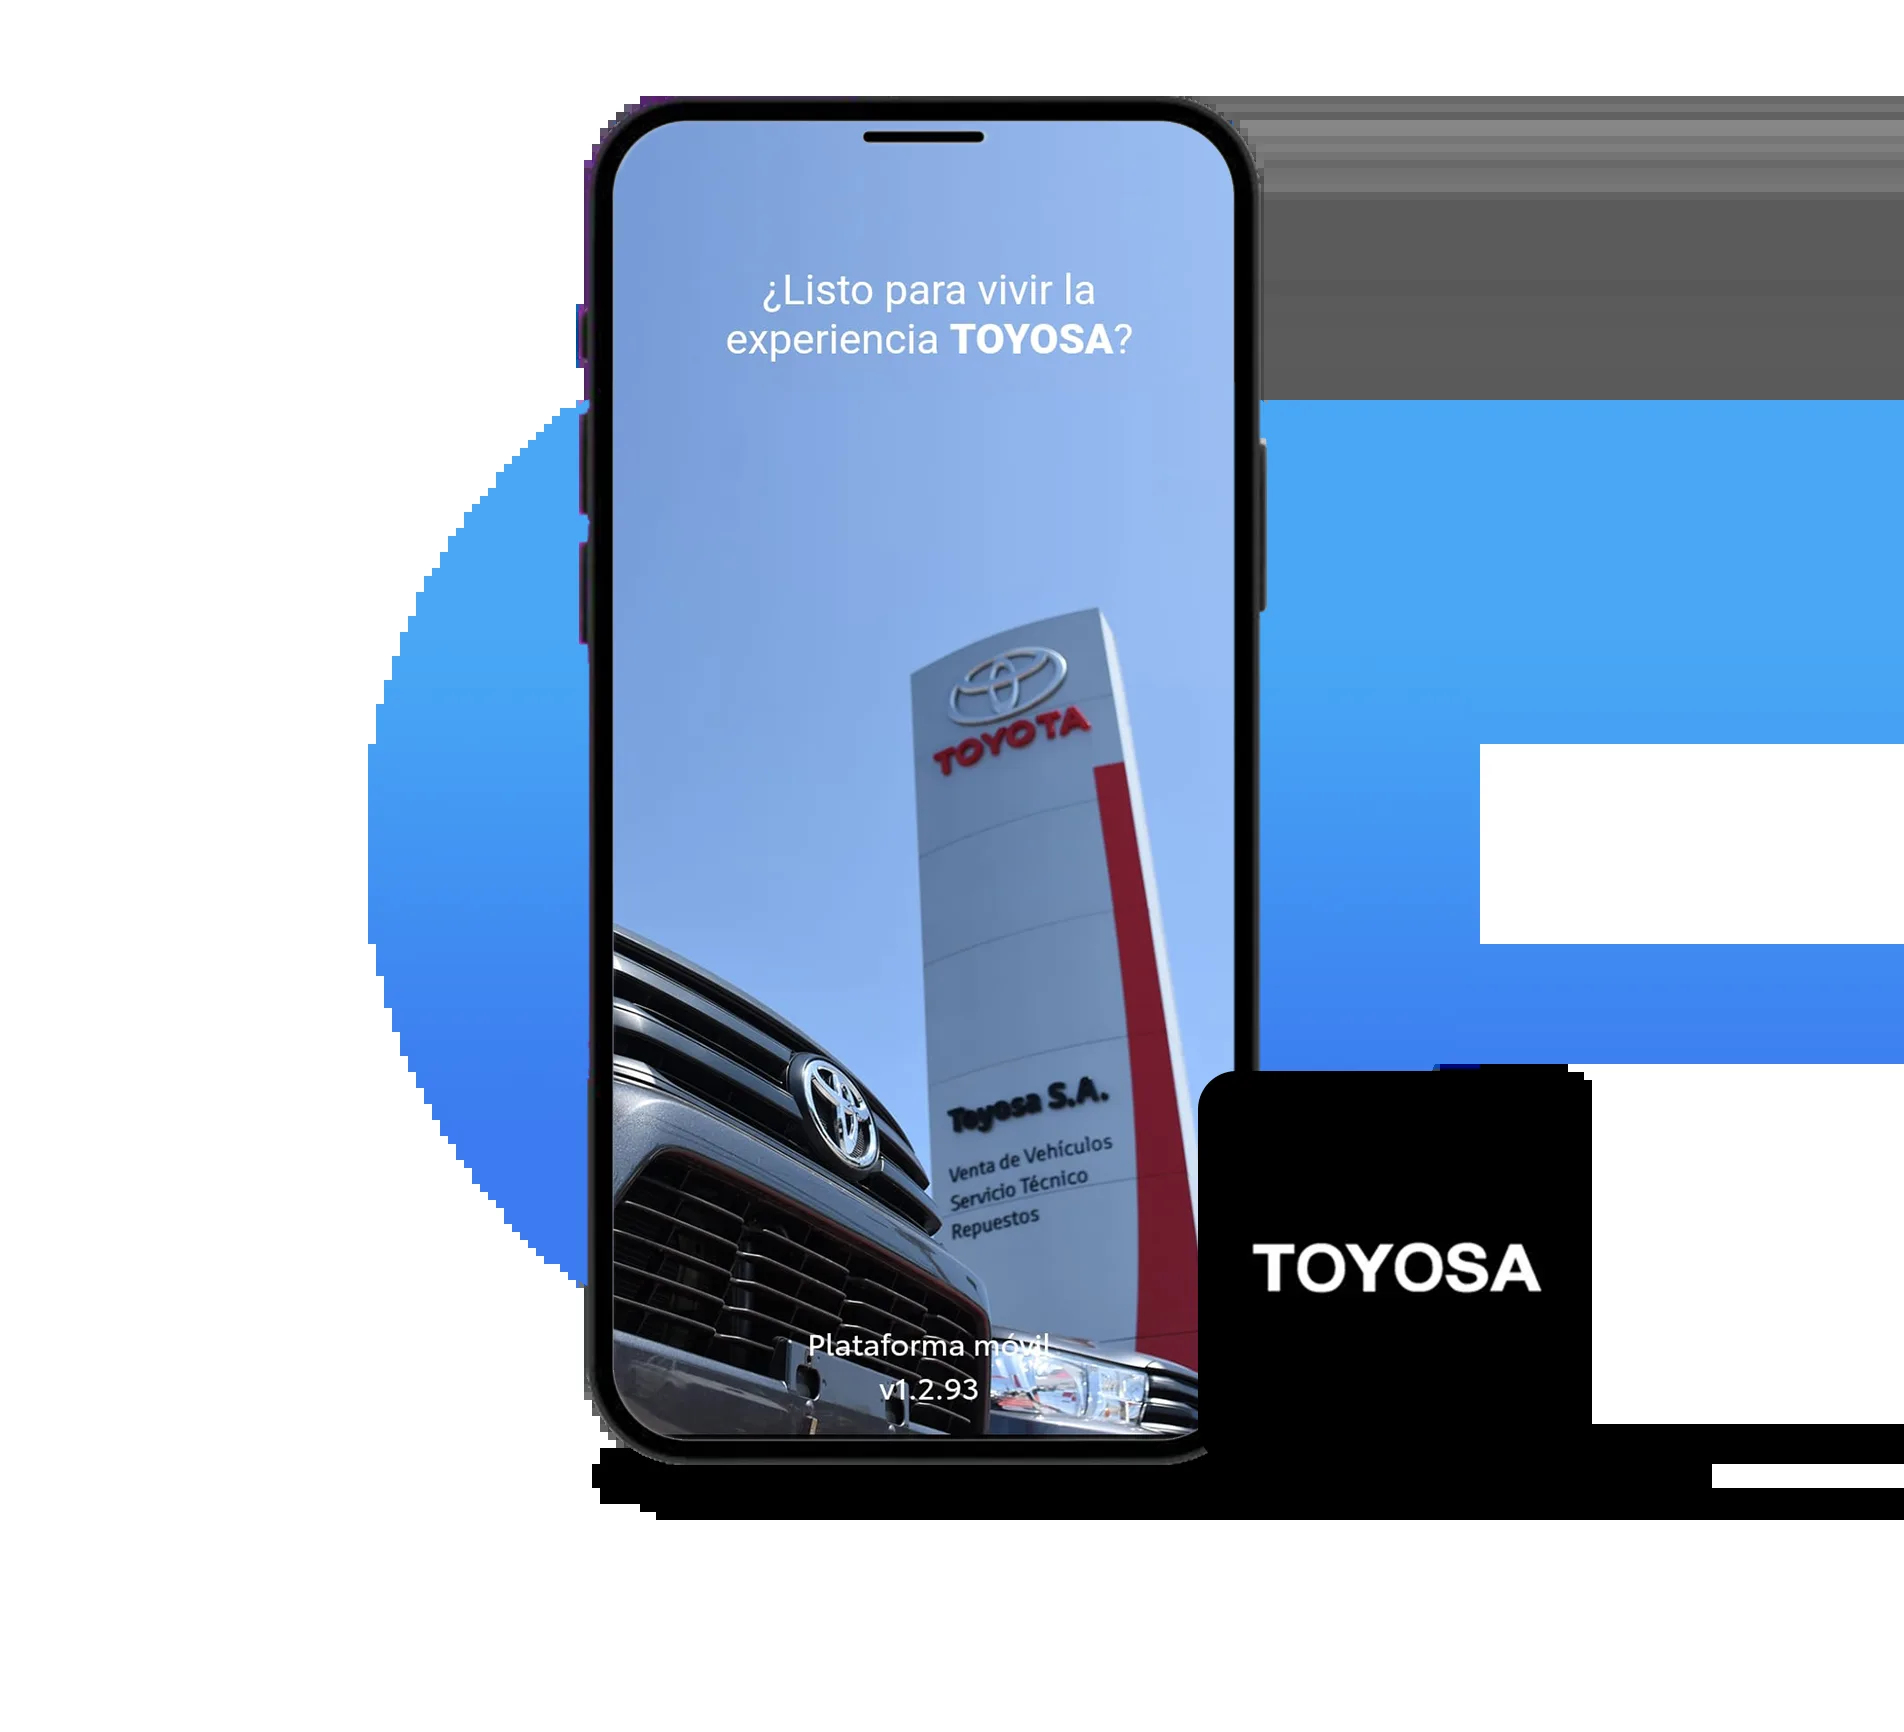 ¿Listo para vivir la
experiencia TOYOSA?
TOYOTA
Toyosa S.A.
Venta de Vehículos
Servicio Técnico
Repuestos
TOYOSA
Plataforma móvil
v1.2.93